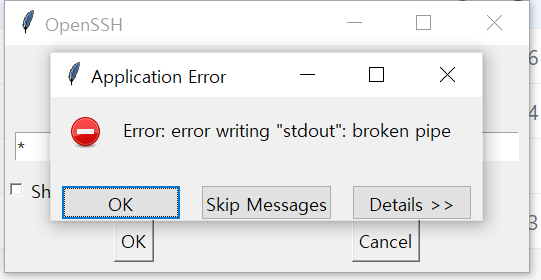 OpenSSH
Application Error
Error: error writing "stdout": broken pipe
*
Sh
OK
Skip Messages
Details >>
OK
Cancel
6
4
3